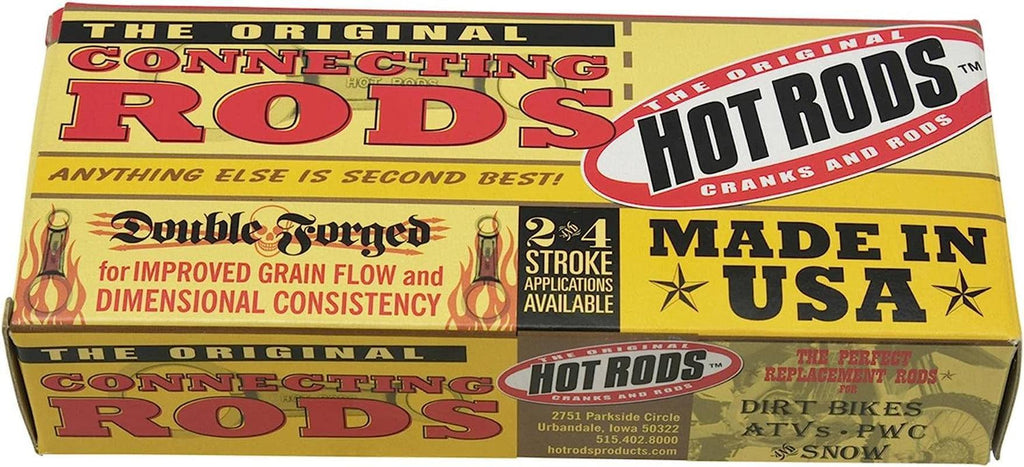 THE ORIGINAL
CONNECTING
HOT RODS
RODS
ANYTHING ELSE IS SECOND BEST!
THE ORIGINAL
HOT RODS™
CRANKS AND RODS
Double Forged
for IMPROVED GRAIN FLOW and
DIMENSIONAL CONSISTENCY
2 and 4
STROKE
APPLICATIONS
AVAILABLE
MADE IN
USA
THE ORIGINAL
CONNECTING
RODS
THE ORIGINAL
HOT RODS™
CRANKS AND RODS
2751 Parkside Circle
Urbandale, Iowa 50322
515.402.8000
hotrodsproducts.com
THE PERFECT
REPLACEMENT RODS
FOR
DIRT BIKES
ATVs · PWC
and SNOW